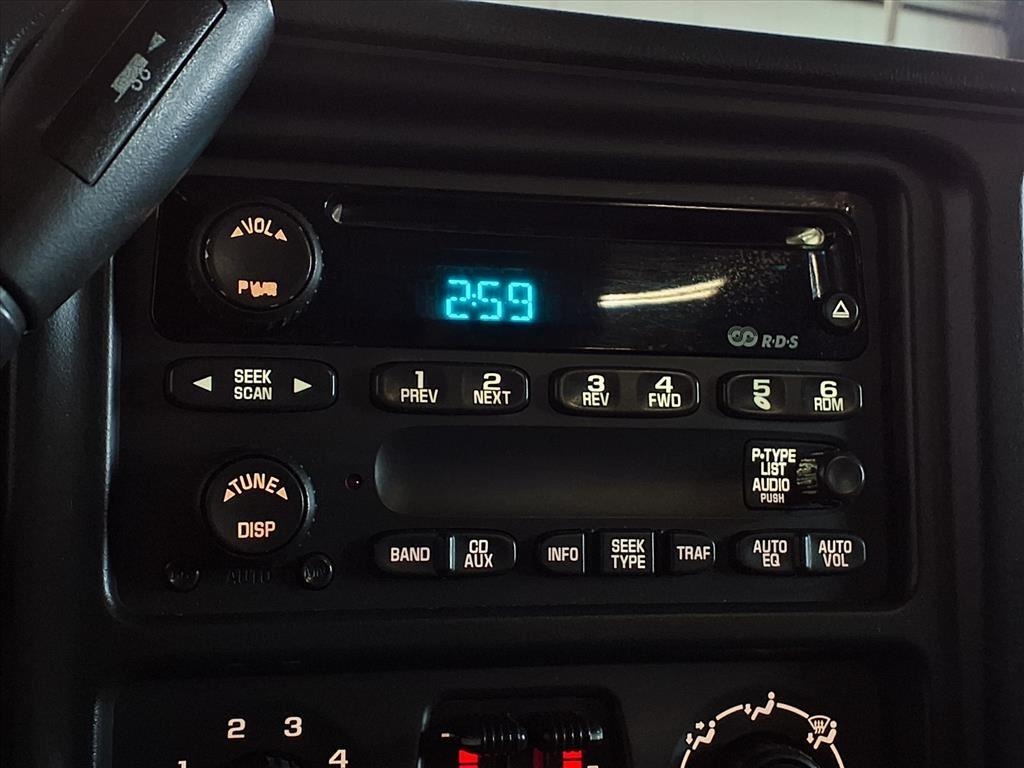 VOL
2:59
PWR
R·D·S
SEEK
SCAN
1
PREV
2
NEXT
3
REV
4
FWD
5
6
RDM
P-TYPE
LIST
AUDIO
PUSH
TUNE
DISP
BAND
CD
AUX
INFO
SEEK
TYPE
TRAF
AUTO
EQ
AUTO
VOL
AUTO
1
2
3
4